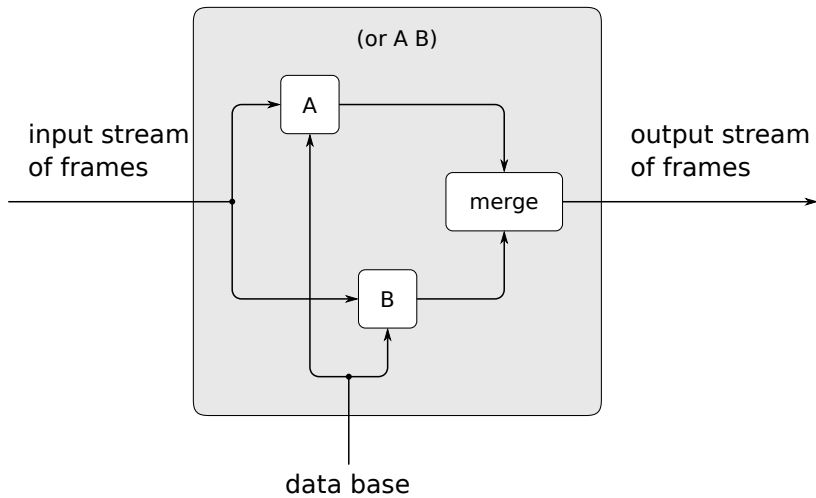 (or A B)
A
input stream
of frames
output stream
of frames
merge
B
data base